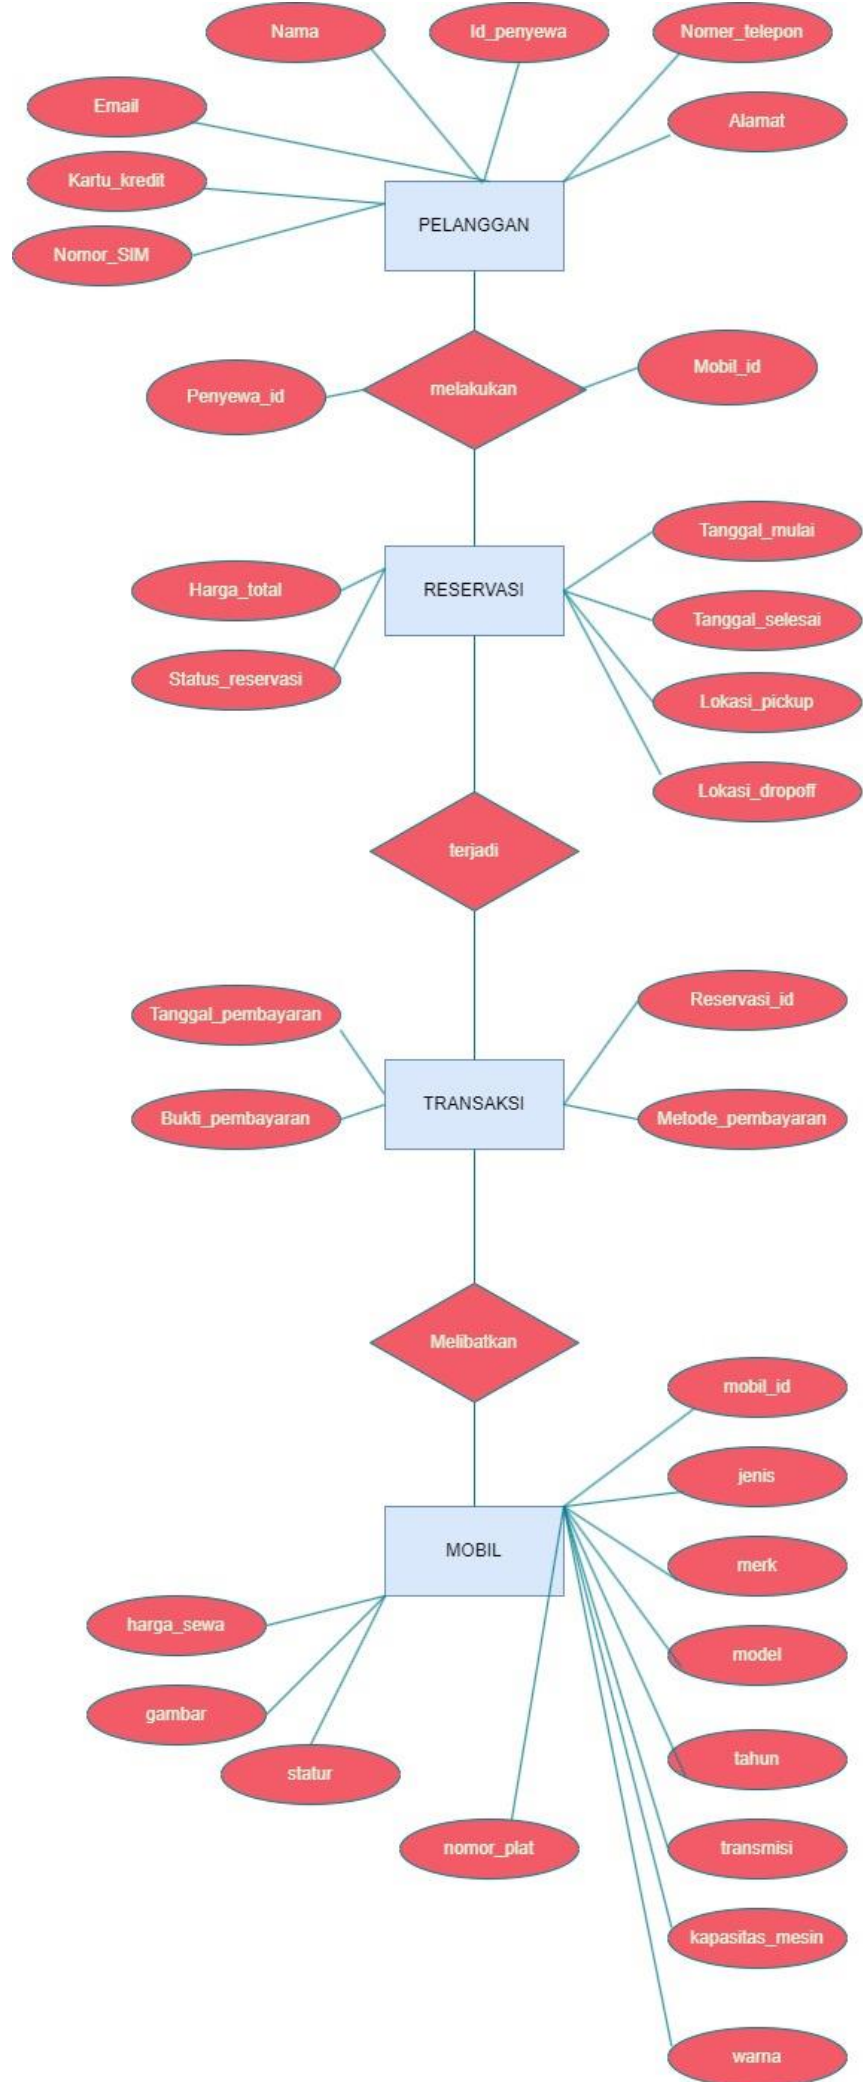 Nama
Id_penyewa
Nomer_telepon
Email
Alamat
Kartu_kredit
PELANGGAN
Nomor_SIM
Penyewa_id
melakukan
Mobil_id
Tanggal_mulai
Harga_total
RESERVASI
Tanggal_selesai
Status_reservasi
Lokasi_pickup
Lokasi_dropoff
terjadi
Tanggal_pembayaran
Reservasi_id
TRANSAKSI
Bukti_pembayaran
Metode_pembayaran
Melibatkan
mobil_id
jenis
MOBIL
merk
harga_sewa
model
gambar
statur
tahun
nomor_plat
transmisi
kapasitas_mesin
warna